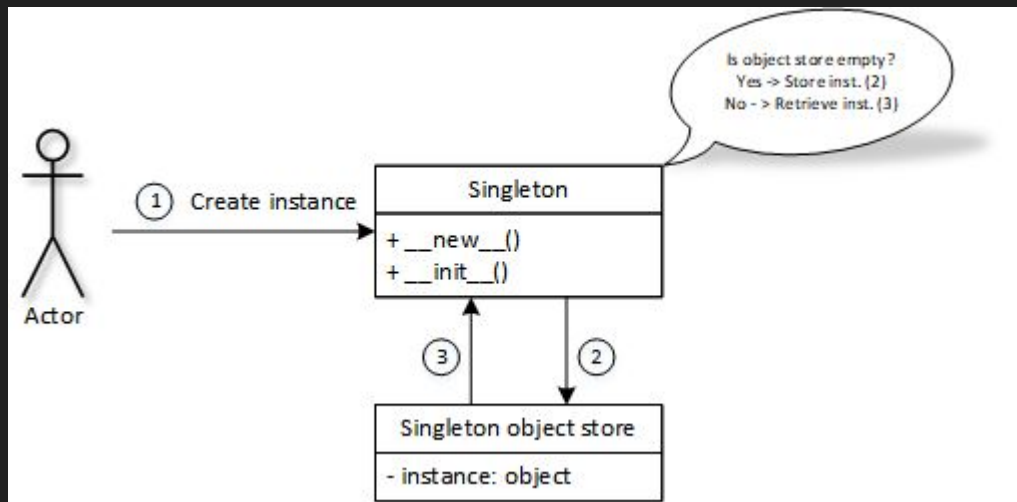 Is object store empty?
Yes -> Store inst. (2)
No - > Retrieve inst. (3)
1 Create instance
Singleton
+ __new__()
+ __init__()
Actor
3
2
Singleton object store
- instance: object